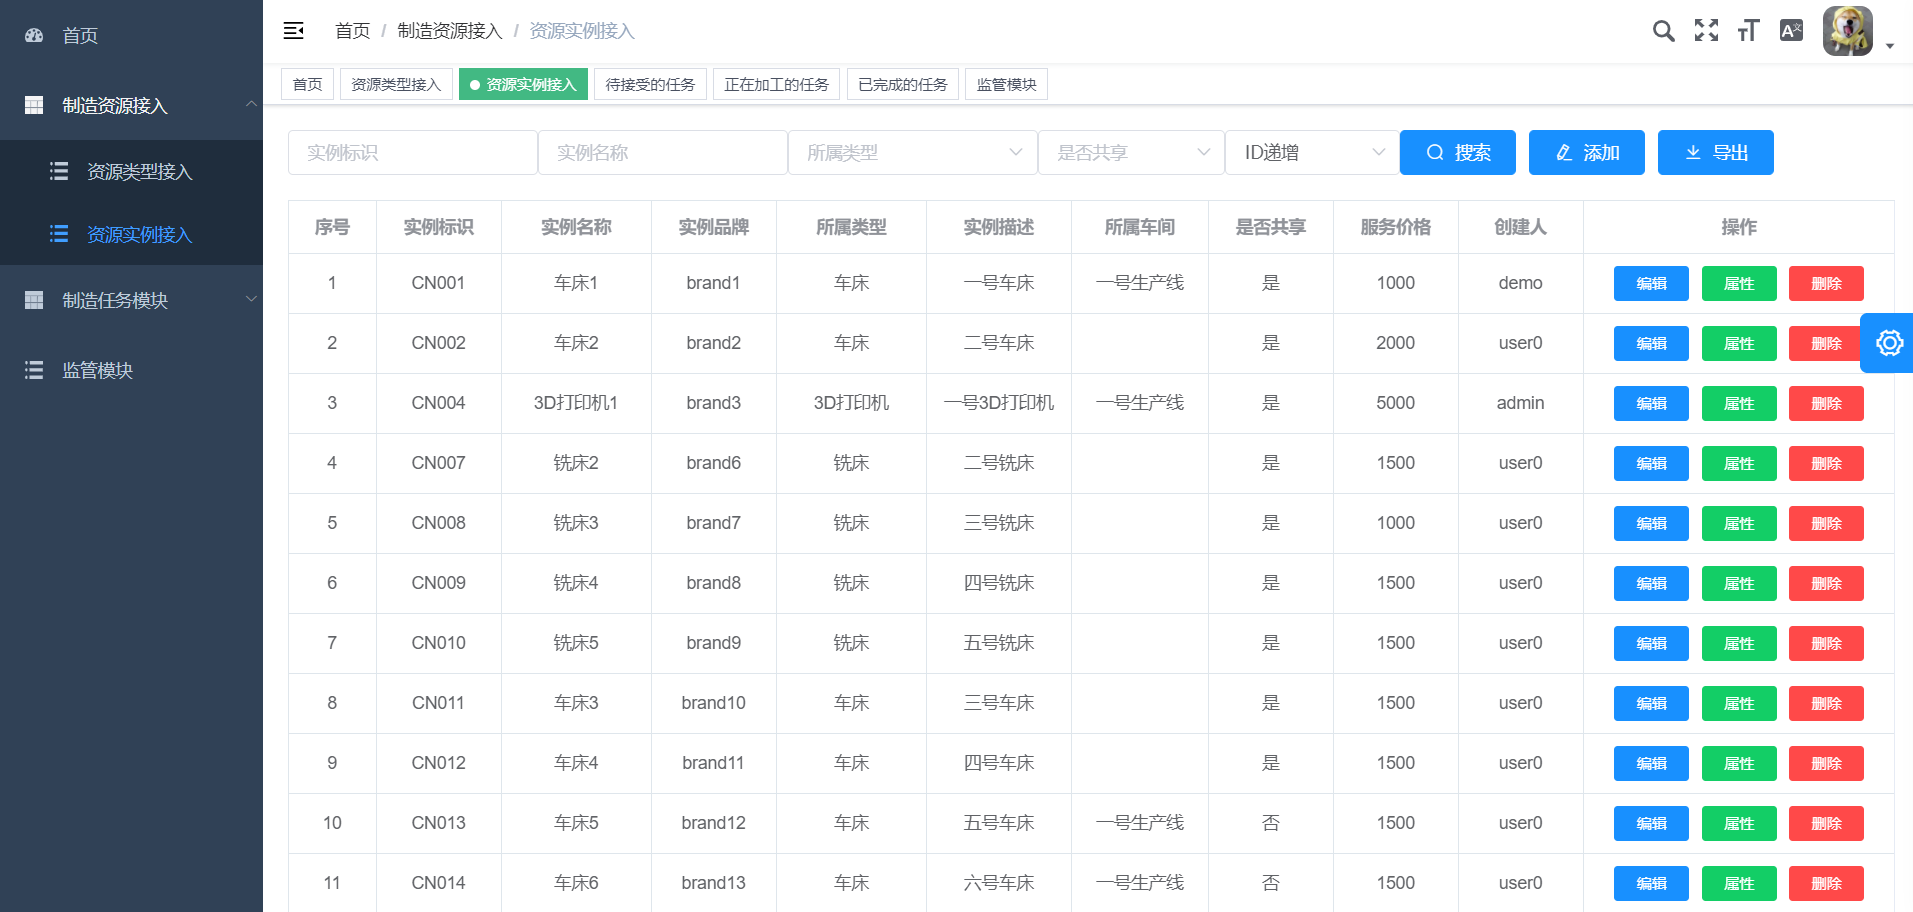 首页
制造资源接入
资源类型接入
资源实例接入
制造任务模块
监管模块
首页 / 制造资源接入 / 资源实例接入
首页 资源类型接入 资源实例接入 待接受的任务 正在加工的任务 已完成的任务 监管模块
实例标识 实例名称 所属类型 是否共享 ID递增 搜索 添加 导出
序号 实例标识 实例名称 实例品牌 所属类型 实例描述 所属车间 是否共享 服务价格 创建人 操作
1 CN001 车床1 brand1 车床 一号车床 一号生产线 是 1000 demo 编辑 属性 删除
2 CN002 车床2 brand2 车床 二号车床 是 2000 user0 编辑 属性 删除
3 CN004 3D打印机1 brand3 3D打印机 一号3D打印机 一号生产线 是 5000 admin 编辑 属性 删除
4 CN007 铣床2 brand6 铣床 二号铣床 是 1500 user0 编辑 属性 删除
5 CN008 铣床3 brand7 铣床 三号铣床 是 1000 user0 编辑 属性 删除
6 CN009 铣床4 brand8 铣床 四号铣床 是 1500 user0 编辑 属性 删除
7 CN010 铣床5 brand9 铣床 五号铣床 是 1500 user0 编辑 属性 删除
8 CN011 车床3 brand10 车床 三号车床 是 1500 user0 编辑 属性 删除
9 CN012 车床4 brand11 车床 四号车床 是 1500 user0 编辑 属性 删除
10 CN013 车床5 brand12 车床 五号车床 一号生产线 否 1500 user0 编辑 属性 删除
11 CN014 车床6 brand13 车床 六号车床 一号生产线 否 1500 user0 编辑 属性 删除